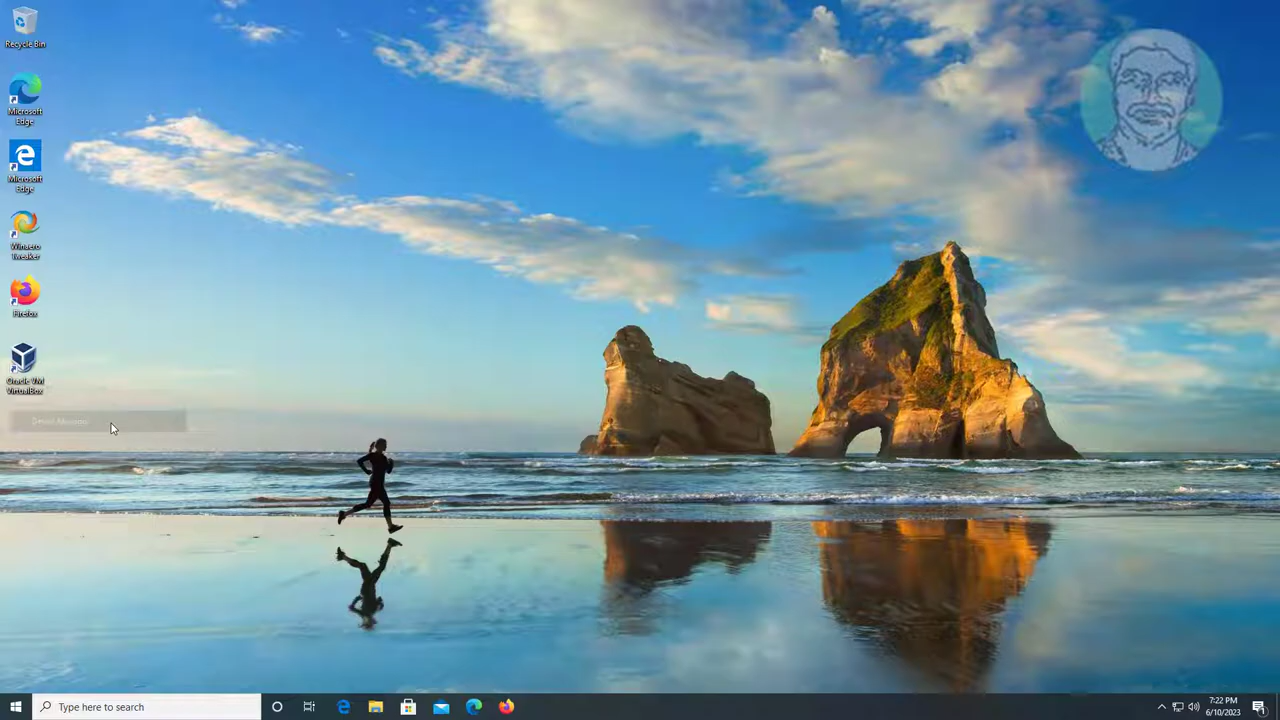 Recycle Bin
Microsoft
Edge
Microsoft
Edge
Winaero
Tweaker
Firefox
Oracle VM
VirtualBox
Type here to search
7:22 PM
6/10/2023